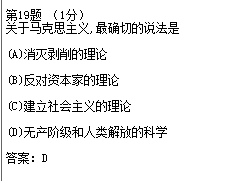 第19题 （1分）
关于马克思主义,最确切的说法是
(A)消灭剥削的理论
(B)反对资本家的理论
(C)建立社会主义的理论
(D)无产阶级和人类解放的科学
答案：D